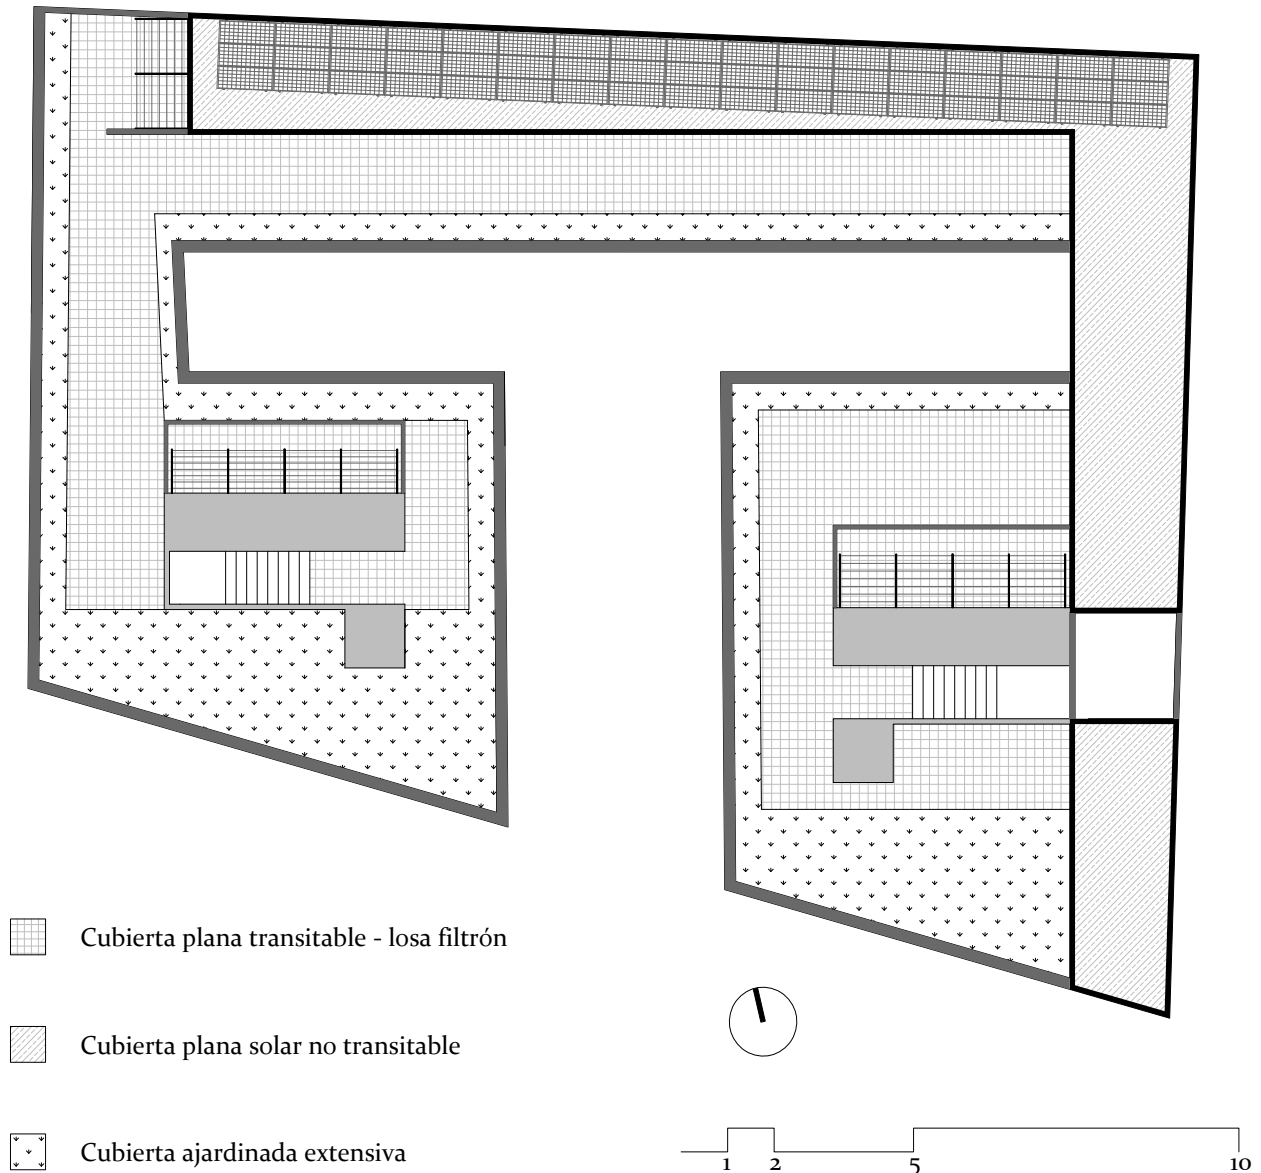 Cubierta plana transitable - losa filtrón
Cubierta plana solar no transitable
Cubierta ajardinada extensiva
1 2 5 10